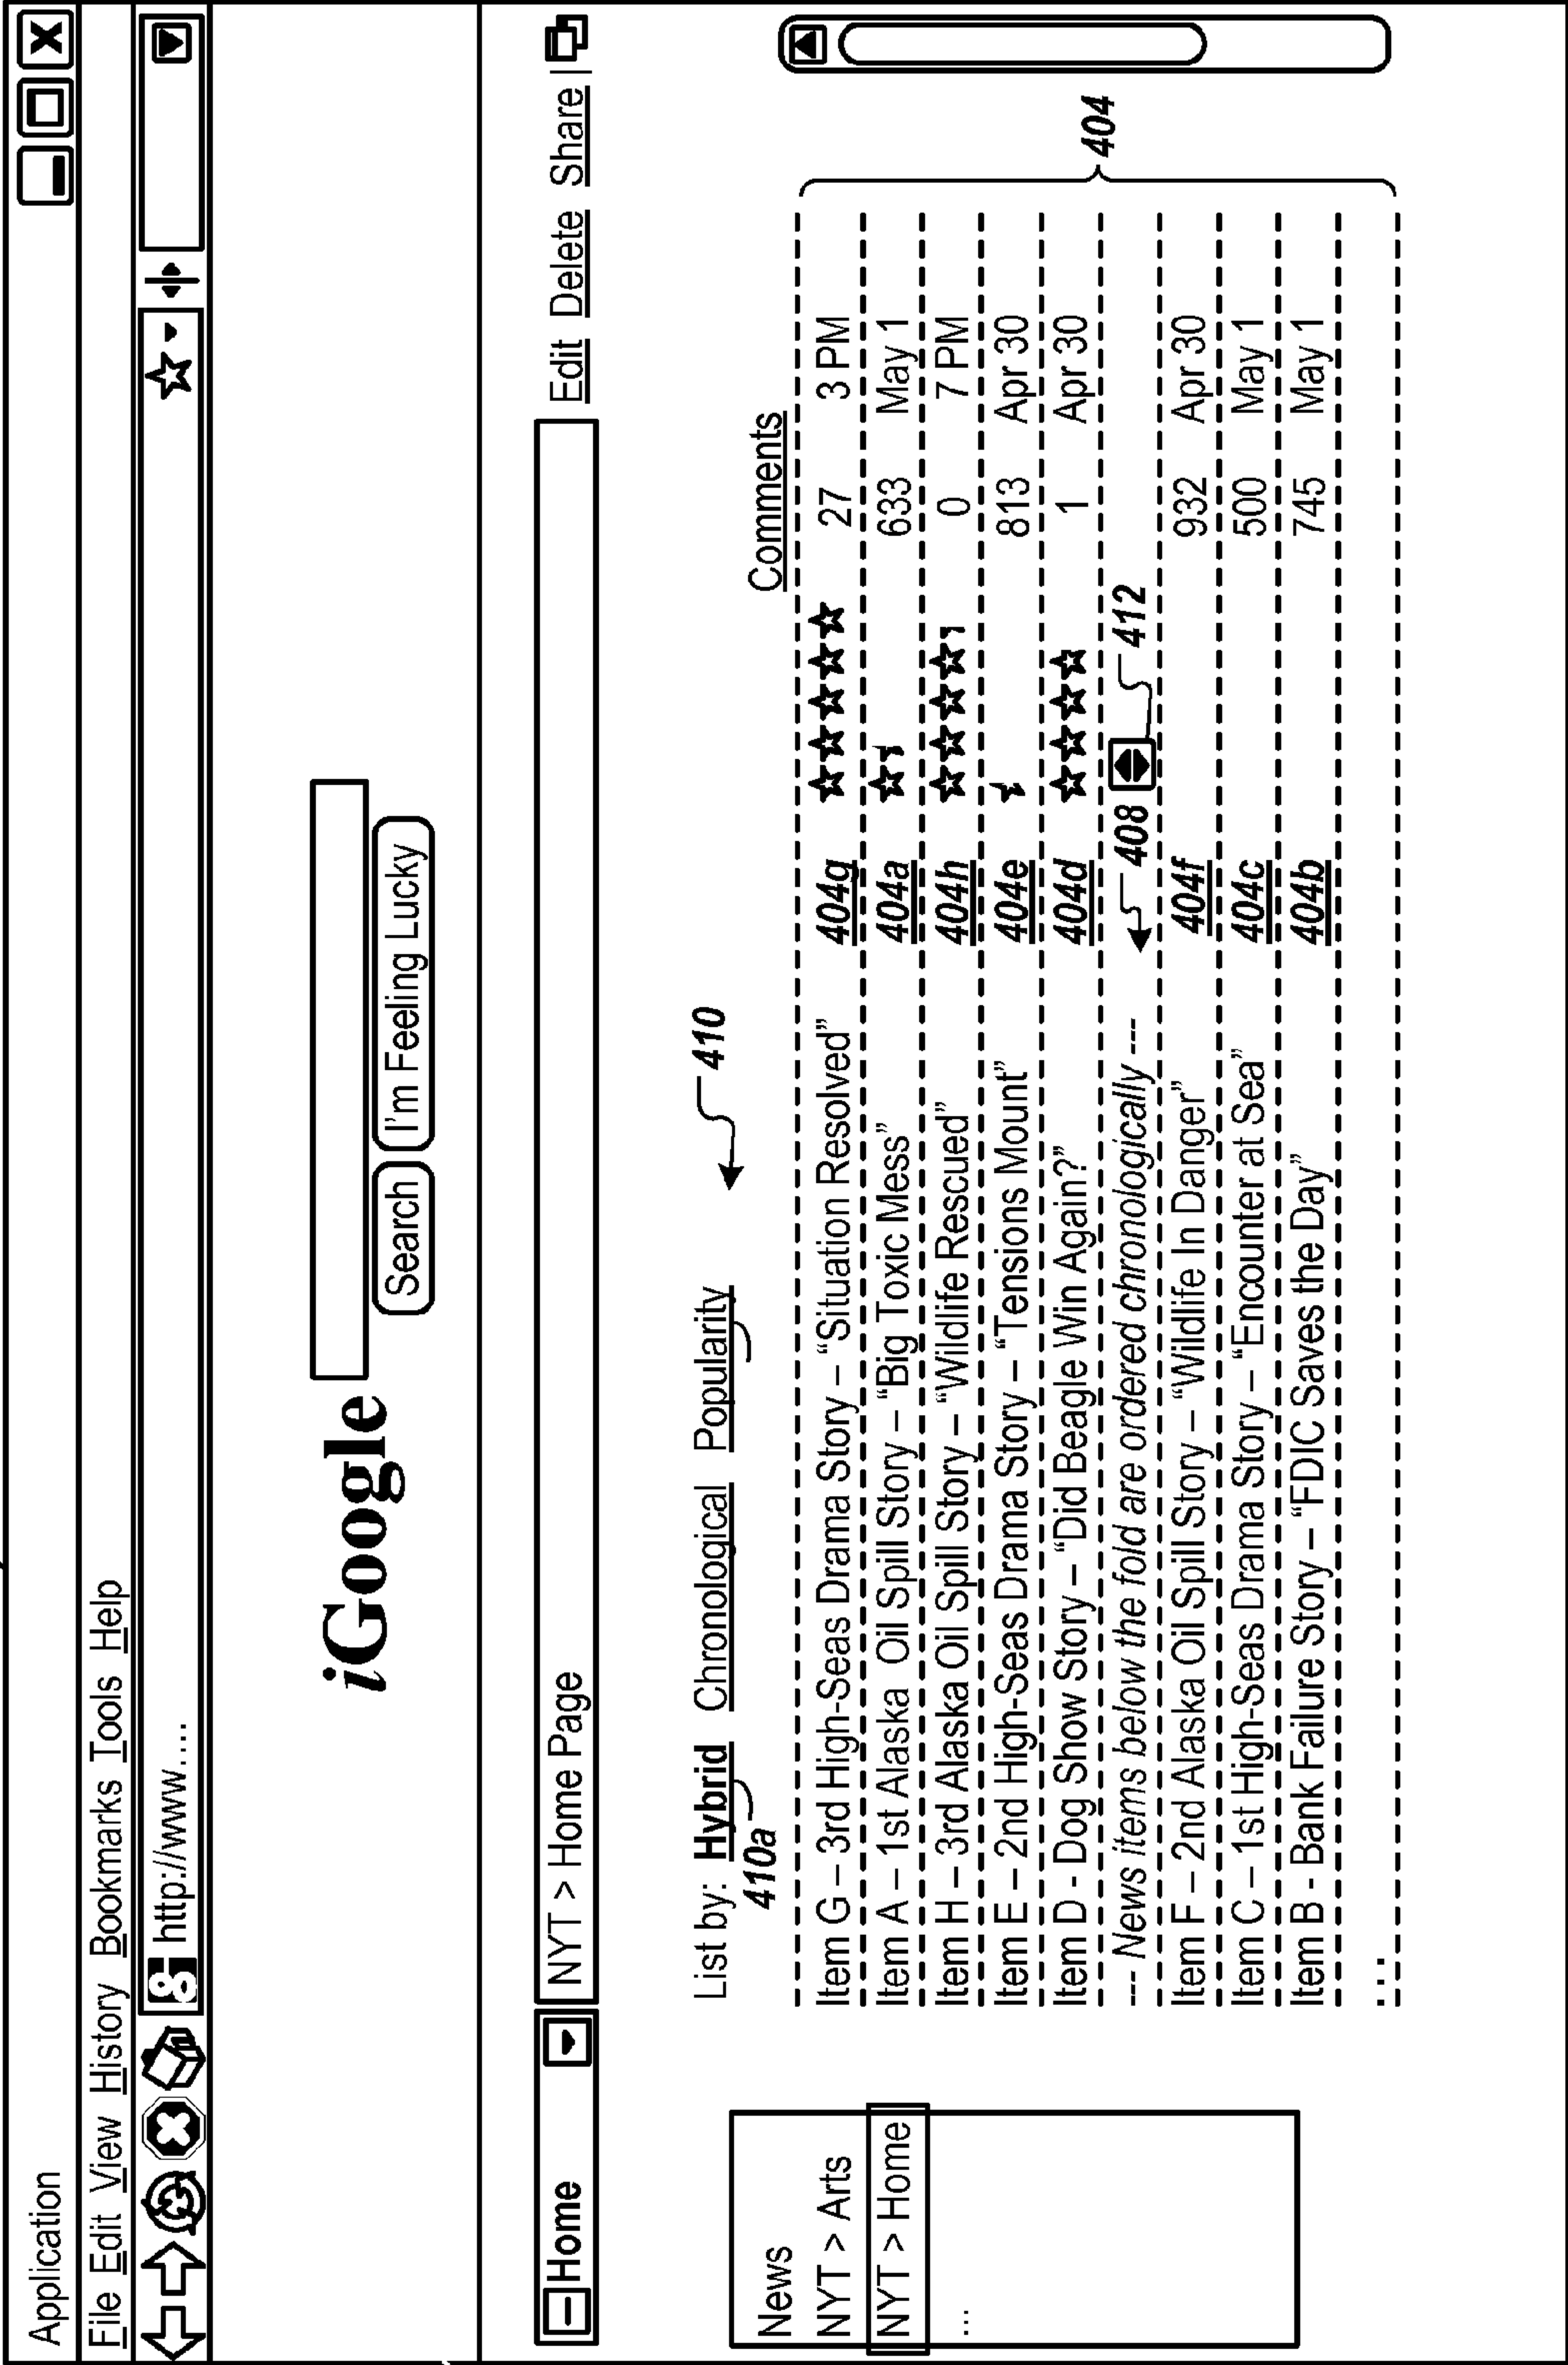 Application
File Edit View History Bookmarks Tools Help
http://www....
iGoogle
Search I'm Feeling Lucky
Home NYT > Home Page Edit Delete Share
News
NYT > Arts
NYT > Home
...
List by: Hybrid Chronological Popularity 410
410a Comments
Item G – 3rd High-Seas Drama Story – “Situation Resolved” 404g 27 3 PM
Item A – 1st Alaska Oil Spill Story – “Big Toxic Mess” 404a 633 May 1
Item H – 3rd Alaska Oil Spill Story – “Wildlife Rescued” 404h 0 7 PM
Item E – 2nd High-Seas Drama Story – “Tensions Mount” 404e 813 Apr 30
Item D - Dog Show Story – “Did Beagle Win Again?” 404d 1 Apr 30
--- News items below the fold are ordered chronologically --- 408 412
Item F – 2nd Alaska Oil Spill Story – “Wildlife In Danger” 404f 932 Apr 30
Item C – 1st High-Seas Drama Story – “Encounter at Sea” 404c 500 May 1
Item B - Bank Failure Story – “FDIC Saves the Day” 404b 745 May 1
...
404